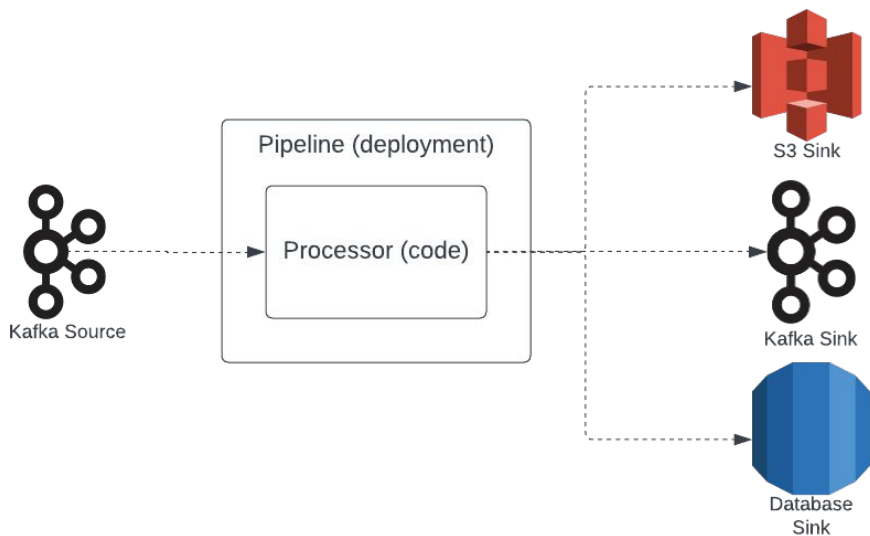 Pipeline (deployment)
Processor (code)
Kafka Source
S3 Sink
Kafka Sink
Database
Sink